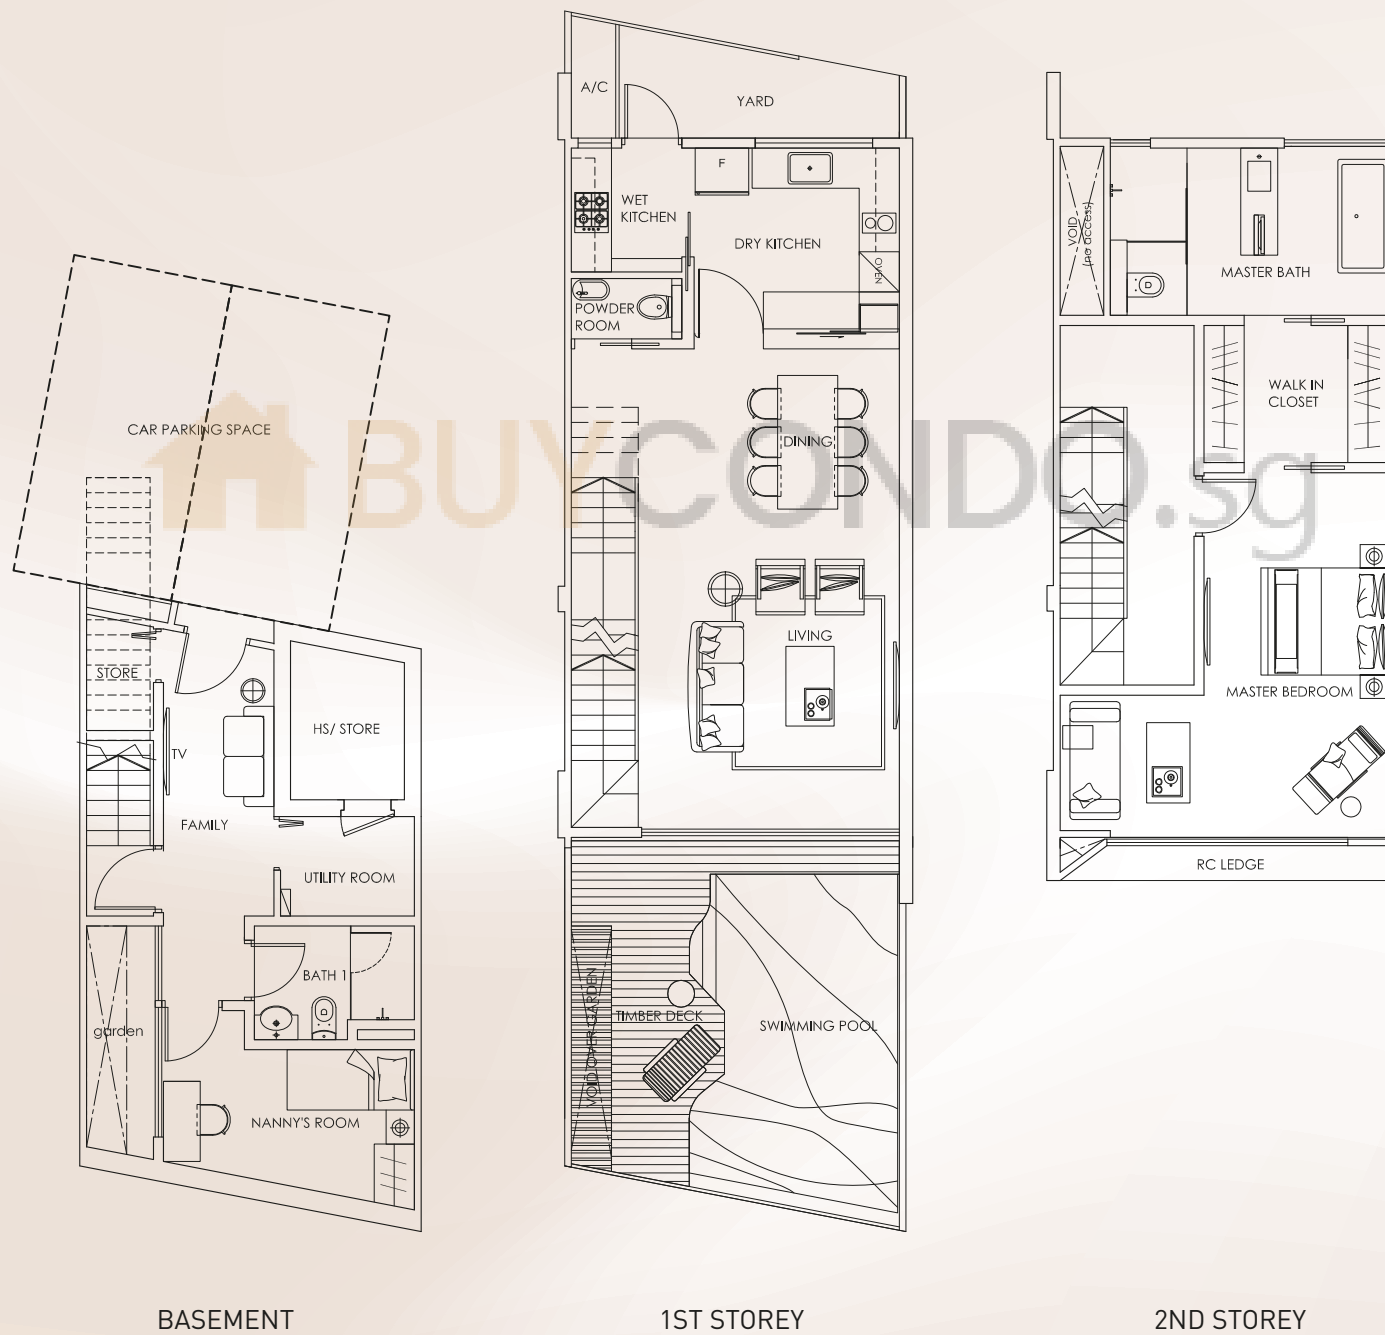 CAR PARKING SPACE
STORE
HS/ STORE
TV
FAMILY
UTILITY ROOM
BATH 1
garden
NANNY'S ROOM
BASEMENT
A/C
YARD
F
WET
KITCHEN
DRY KITCHEN
OVEN
POWDER
ROOM
DINING
LIVING
VOID OVER GARDEN
TIMBER DECK
SWIMMING POOL
1ST STOREY
VOID
(no access)
MASTER BATH
WALK IN
CLOSET
MASTER BEDROOM
RC LEDGE
2ND STOREY
BUYCONDO.sg